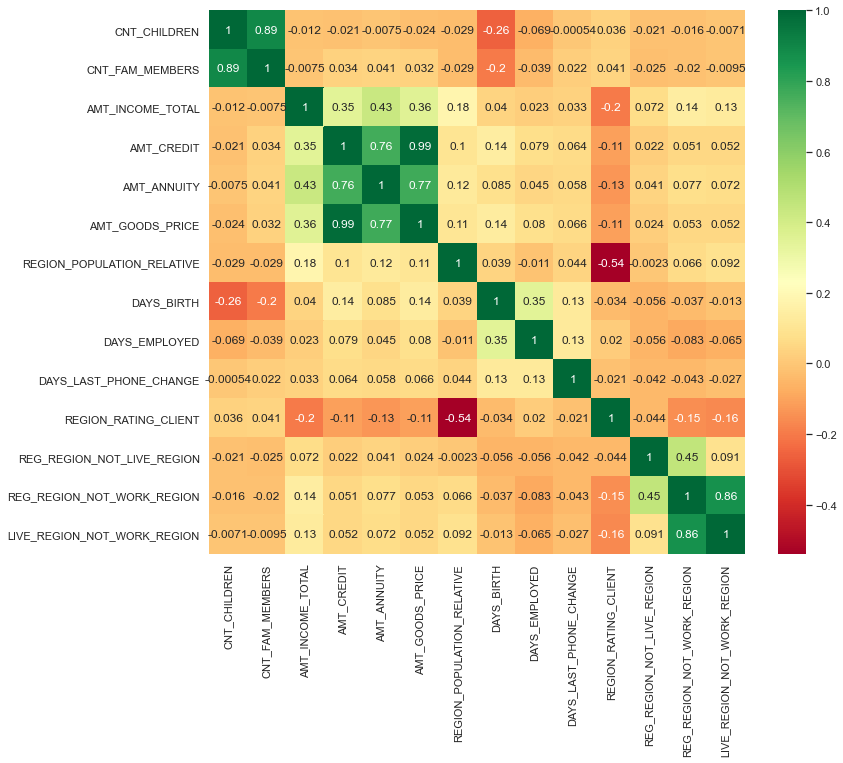 CNT_CHILDREN 1 0.89 -0.012 -0.021 -0.0075 -0.024 -0.029 -0.26 -0.069 -0.00054 0.036 -0.021 -0.016 -0.0071
CNT_FAM_MEMBERS 0.89 1 -0.0075 0.034 0.041 0.032 -0.029 -0.2 -0.039 0.022 0.041 -0.025 -0.02 -0.0095
AMT_INCOME_TOTAL -0.012 -0.0075 1 0.35 0.43 0.36 0.18 0.04 0.023 0.033 -0.2 0.072 0.14 0.13
AMT_CREDIT -0.021 0.034 0.35 1 0.76 0.99 0.1 0.14 0.079 0.064 -0.11 0.022 0.051 0.052
AMT_ANNUITY -0.0075 0.041 0.43 0.76 1 0.77 0.12 0.085 0.045 0.058 -0.13 0.041 0.077 0.072
AMT_GOODS_PRICE -0.024 0.032 0.36 0.99 0.77 1 0.11 0.14 0.08 0.066 -0.11 0.024 0.053 0.052
REGION_POPULATION_RELATIVE -0.029 -0.029 0.18 0.1 0.12 0.11 1 0.039 -0.011 0.044 -0.54 -0.0023 0.066 0.092
DAYS_BIRTH -0.26 -0.2 0.04 0.14 0.085 0.14 0.039 1 0.35 0.13 -0.034 -0.056 -0.037 -0.013
DAYS_EMPLOYED -0.069 -0.039 0.023 0.079 0.045 0.08 -0.011 0.35 1 0.13 0.02 -0.056 -0.083 -0.065
DAYS_LAST_PHONE_CHANGE -0.00054 0.022 0.033 0.064 0.058 0.066 0.044 0.13 0.13 1 -0.021 -0.042 -0.043 -0.027
REGION_RATING_CLIENT 0.036 0.041 -0.2 -0.11 -0.13 -0.11 -0.54 -0.034 0.02 -0.021 1 -0.044 -0.15 -0.16
REG_REGION_NOT_LIVE_REGION -0.021 -0.025 0.072 0.022 0.041 0.024 -0.0023 -0.056 -0.056 -0.042 -0.044 1 0.45 0.091
REG_REGION_NOT_WORK_REGION -0.016 -0.02 0.14 0.051 0.077 0.053 0.066 -0.037 -0.083 -0.043 -0.15 0.45 1 0.86
LIVE_REGION_NOT_WORK_REGION -0.0071 -0.0095 0.13 0.052 0.072 0.052 0.092 -0.013 -0.065 -0.027 -0.16 0.091 0.86 1
CNT_CHILDREN
CNT_FAM_MEMBERS
AMT_INCOME_TOTAL
AMT_CREDIT
AMT_ANNUITY
AMT_GOODS_PRICE
REGION_POPULATION_RELATIVE
DAYS_BIRTH
DAYS_EMPLOYED
DAYS_LAST_PHONE_CHANGE
REGION_RATING_CLIENT
REG_REGION_NOT_LIVE_REGION
REG_REGION_NOT_WORK_REGION
LIVE_REGION_NOT_WORK_REGION
1.0
0.8
0.6
0.4
0.2
0.0
−0.2
−0.4